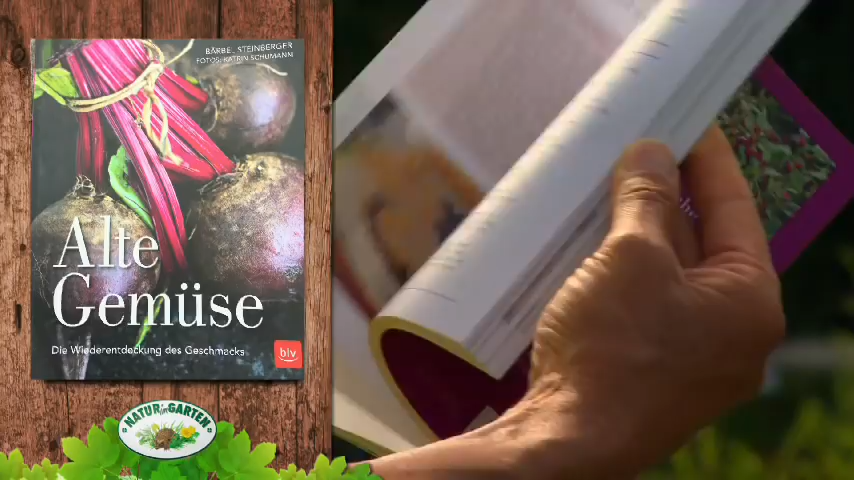 BÄRBEL STEINBERGER
FOTOS: KATRIN SCHUMANN
Alte
Gemüse
Die Wiederentdeckung des Geschmacks
blv
NATUR im GARTEN